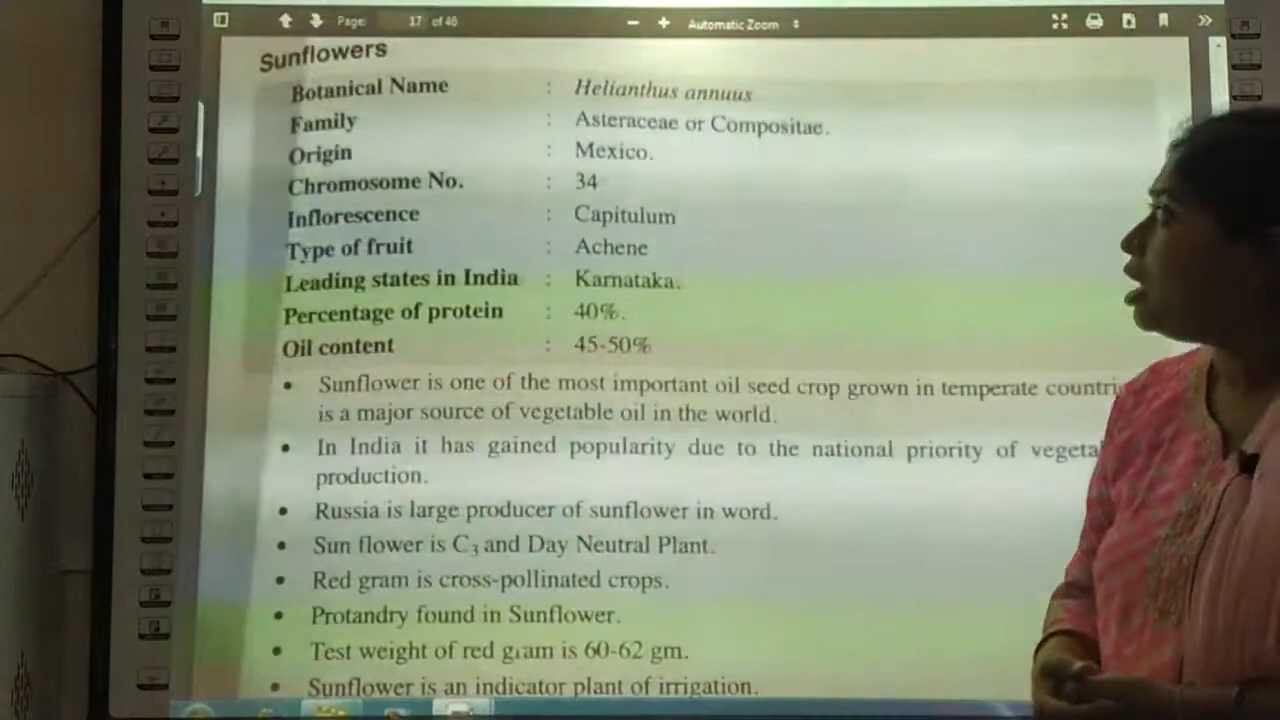 Page: 17 of 46
Automatic Zoom
Sunflowers
Botanical Name : Helianthus annuus
Family : Asteraceae or Compositae.
Origin : Mexico.
Chromosome No. : 34
Inflorescence : Capitulum
Type of fruit : Achene
Leading states in India : Karnataka.
Percentage of protein : 40%.
Oil content : 45-50%
• Sunflower is one of the most important oil seed crop grown in temperate countri
is a major source of vegetable oil in the world.
• In India it has gained popularity due to the national priority of vegeta
production.
• Russia is large producer of sunflower in word.
• Sun flower is C3 and Day Neutral Plant.
• Red gram is cross-pollinated crops.
• Protandry found in Sunflower.
• Test weight of red gram is 60-62 gm.
• Sunflower is an indicator plant of irrigation.